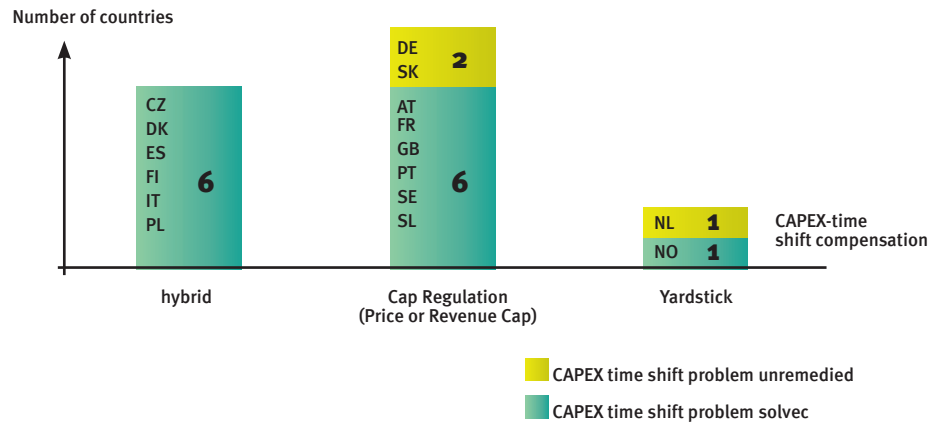 Number of countries
CZ
DK
ES
FI
IT
PL
6
hybrid
DE
SK
2
AT
FR
GB
PT
SE
SL
6
Cap Regulation
(Price or Revenue Cap)
NL 1
NO 1
Yardstick
CAPEX-time
shift compensation
CAPEX time shift problem unremedied
CAPEX time shift problem solvec